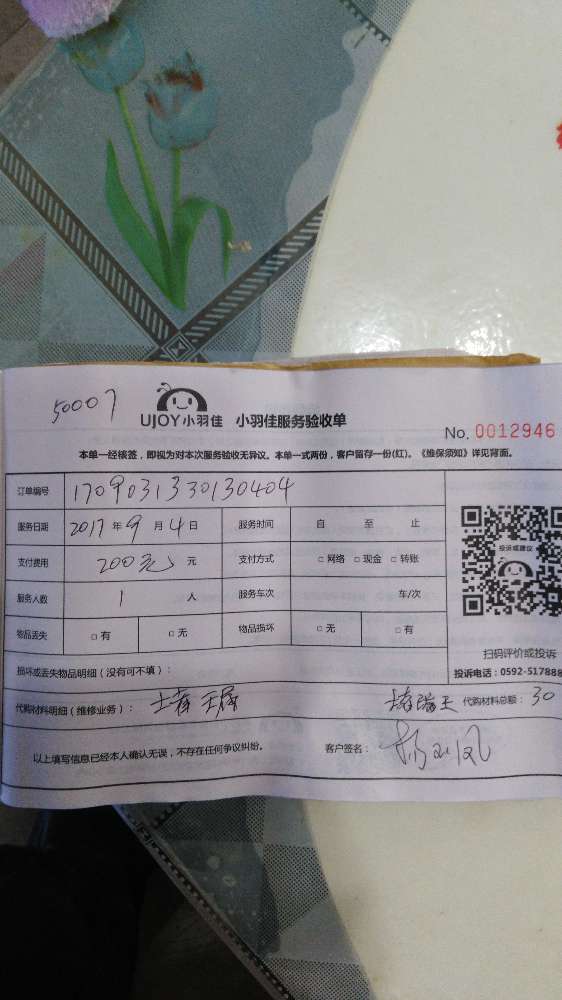 50007
UJOY小羽佳 小羽佳服务验收单
No. 0012946
本单一经核签，即视为对本次服务验收无异议。本单一式两份，客户留存一份(红)。《维保须知》详见背面。
订单编号 1709031330130404
服务日期 2017 年 9 月 4 日 服务时间 自 至 止
支付费用 200元 元 支付方式 □ 网络 □ 现金 □ 转账
服务人数 1 人 服务车次 车/次
投诉或建议
物品丢失 □ 有 □ 无 物品损坏 □ 无 □ 有
扫码评价或投诉
损坏或丢失物品明细（没有可不填）：
投诉电话：0592-517888
代购材料明细（维修业务）： 代购材料总额： 30
以上填写信息已经本人确认无误，不存在任何争议纠纷。 客户签名：